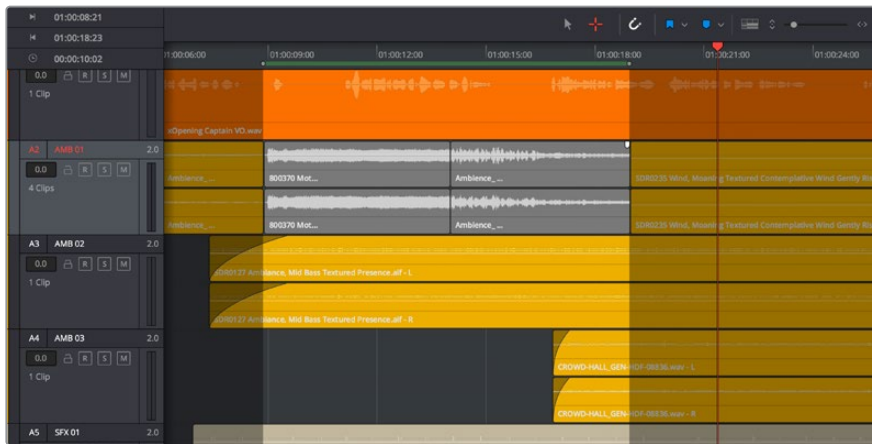 01:00:08:21
01:00:18:23
00:00:10:02
01:00:06:00 01:00:09:00 01:00:12:00 01:00:15:00 01:00:18:00 01:00:21:00 01:00:24:00
0.0 R S M
1 Clip
sOpening Captain VO.wav
A2 AMB 01 2.0
0.0 R S M
4 Clips
Ambience_ ... 800370 Mot... Ambience_ ... SDR0235 Wind, Moaning Textured Contemplative Wind Gently Ris
Ambience_ ... 800370 Mot... Ambience_ ... SDR0235 Wind, Moaning Textured Contemplative Wind Gently Ris
A3 AMB 02 2.0
0.0 R S M
1 Clip
SDR0127 Ambiance, Mid Bass Textured Presence.aif - L
SDR0127 Ambiance, Mid Bass Textured Presence.aif - R
A4 AMB 03 2.0
0.0 R S M
1 Clip
CROWD-HALL_GEN-HDF-08836.wav - L
CROWD-HALL_GEN-HDF-08836.wav - R
A5 SFX 01 2.0